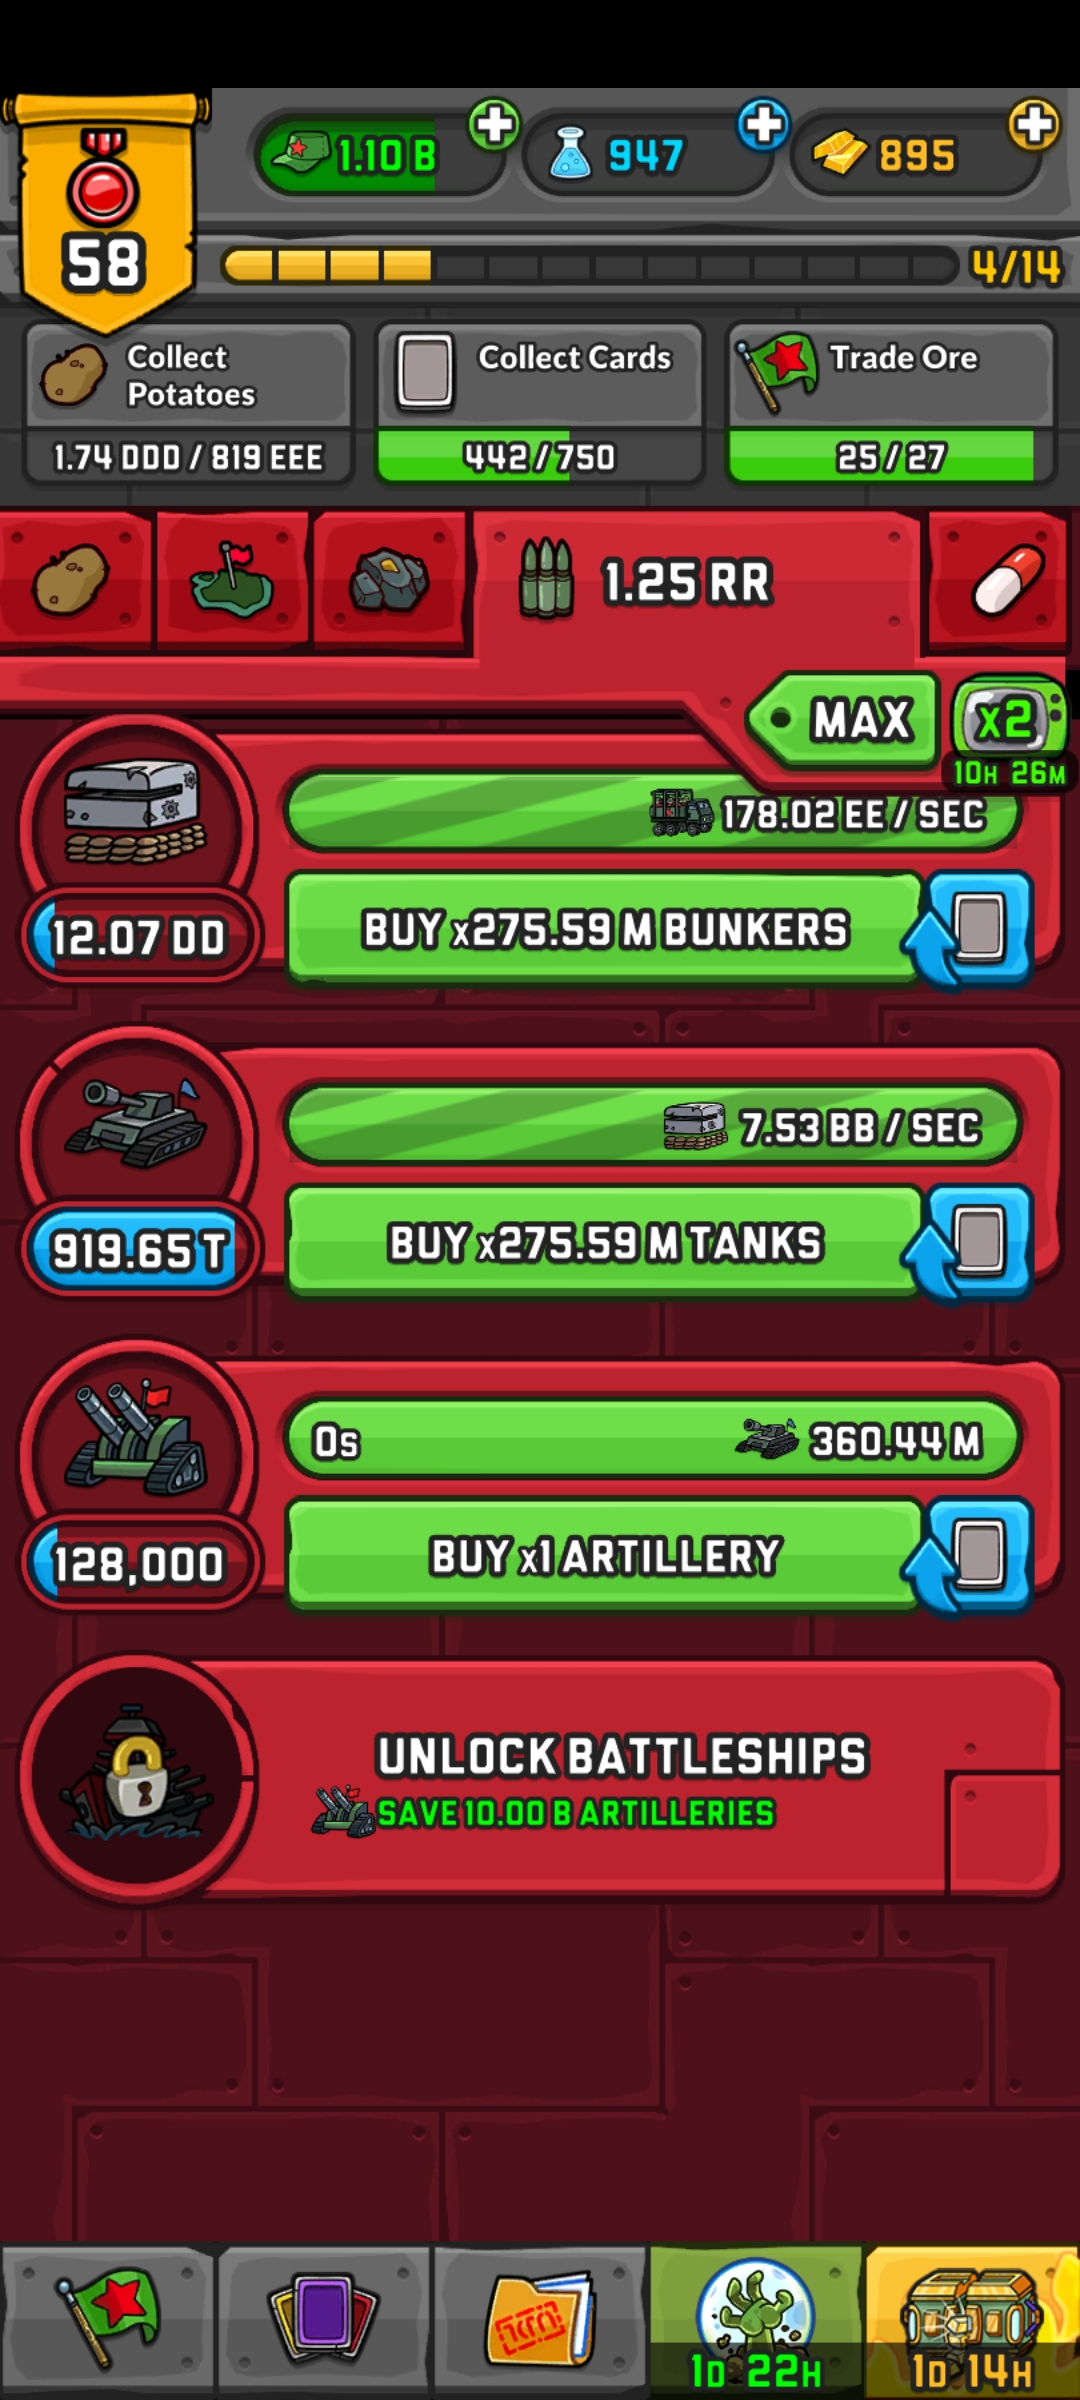 58
1.10 B
947
895
4/14
Collect
Potatoes
1.74 DDD / 819 EEE
Collect Cards
442/750
Trade Ore
25/27
1.25 RR
MAX
x2
10H 26M
178.02 EE / SEC
12.07 DD
BUY x275.59 M BUNKERS
7.53 BB / SEC
919.65 T
BUY x275.59 M TANKS
0s
360.44 M
128,000
BUY x1 ARTILLERY
UNLOCK BATTLESHIPS
SAVE 10.00 B ARTILLERIES
1D 22H
1D 14H